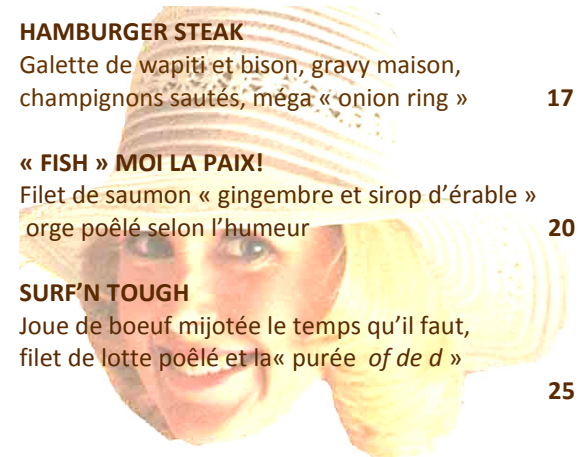 HAMBURGER STEAK
Galette de wapiti et bison, gravy maison,
champignons sautés, méga « onion ring » 17
« FISH » MOI LA PAIX!
Filet de saumon « gingembre et sirop d’érable »
orge poêlé selon l’humeur 20
SURF’N TOUGH
Joue de boeuf mijotée le temps qu’il faut,
filet de lotte poêlé et la« purée of de d »
25